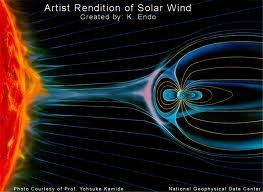 Artist Rendition of Solar Wind
Created by: K. Endo
Photo Courtesy of Prof. Yohsuke Kamide
National Geophysical Data Center